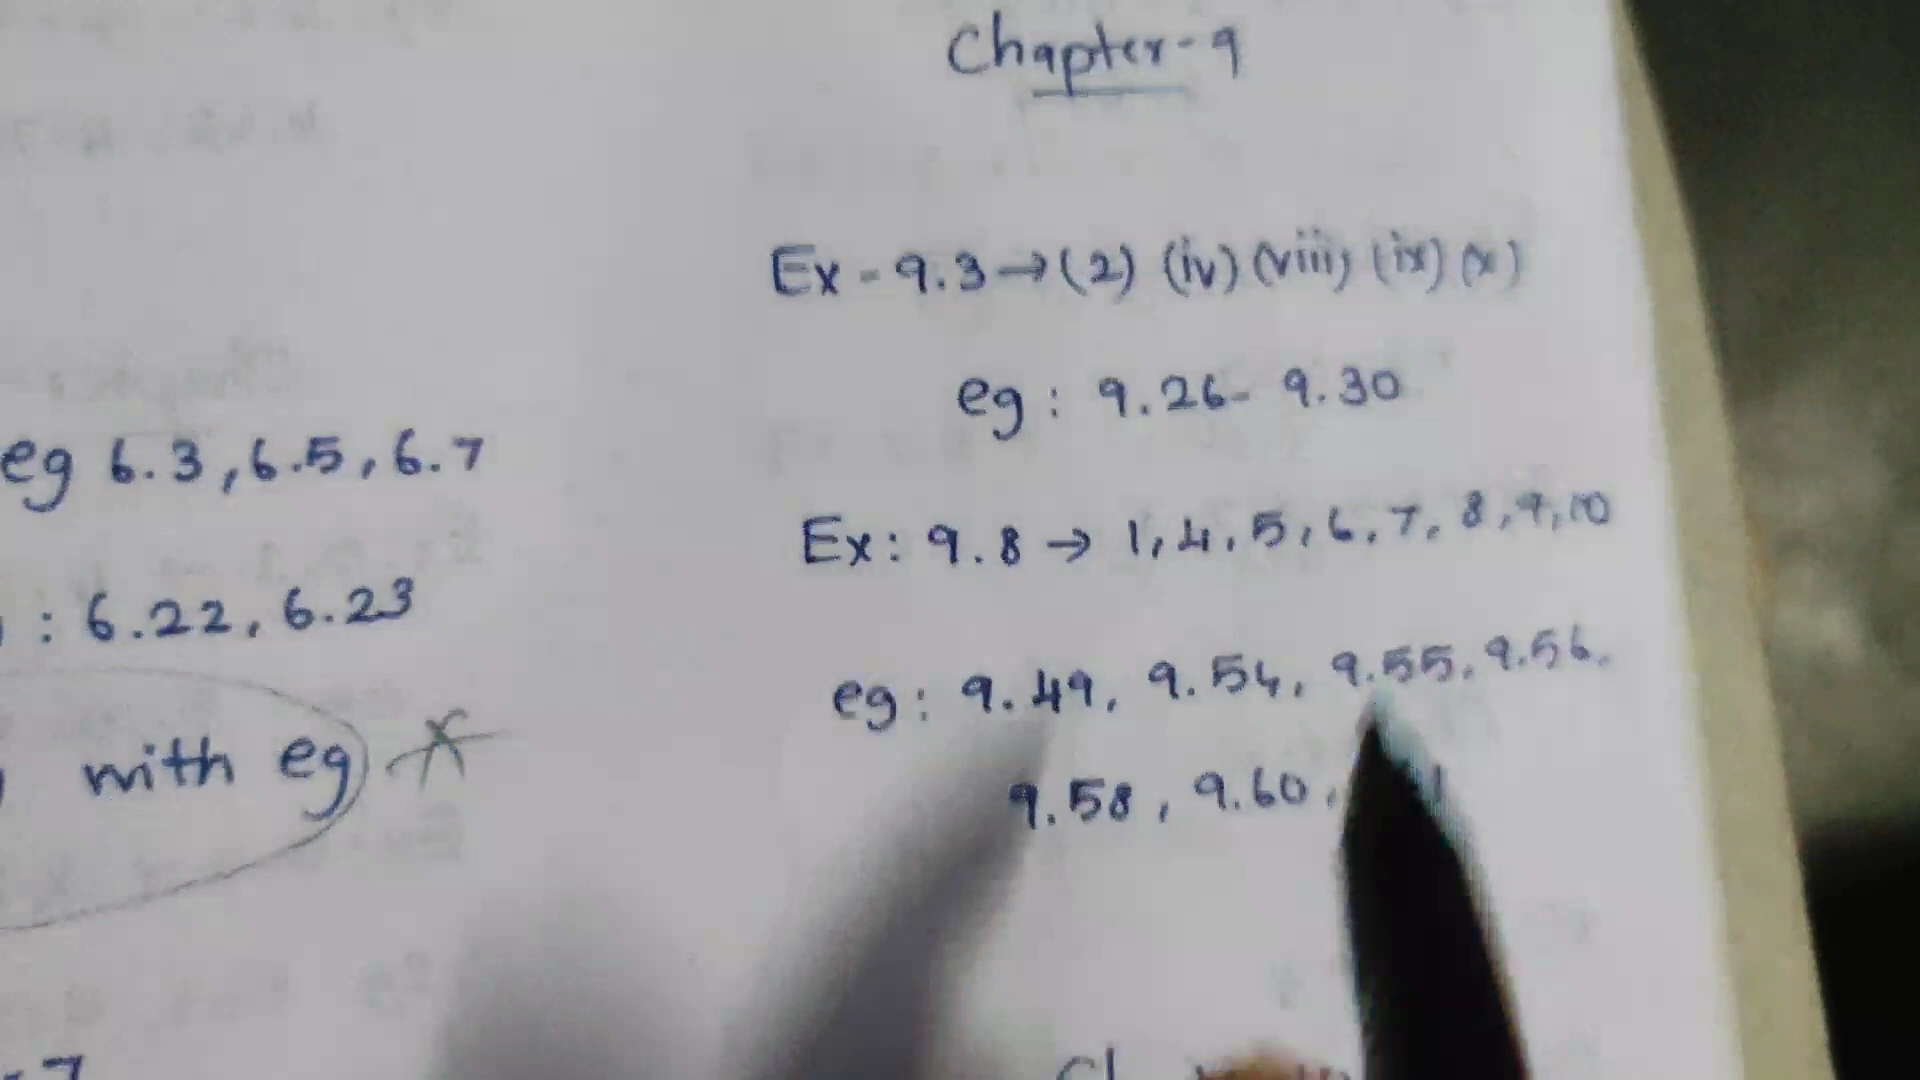 Chapter-9
Ex - 9.3→(2) (iv) (viii) (ix) (x)
eg : 9.26- 9.30
Ex: 9.8 → 1, 4, 5, 6, 7, 8, 9, 10
eg : 9.49, 9.54, 9.55, 9.56,
9.58, 9.60,
eg 6.3, 6.5, 6.7
: 6.22, 6.23
with eg